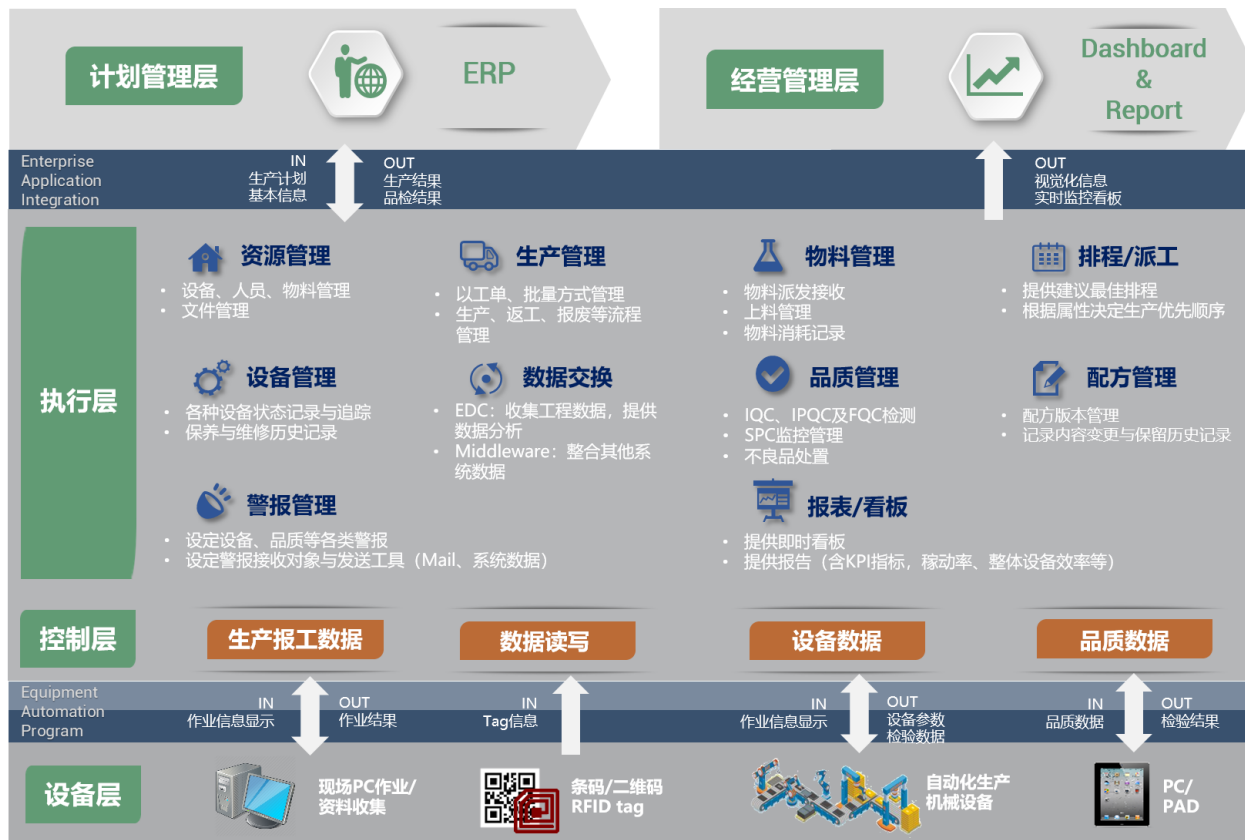 计划管理层
ERP
经营管理层
Dashboard
&
Report
Enterprise
Application
Integration
IN
生产计划
基本信息
OUT
生产结果
品检结果
OUT
视觉化信息
实时监控看板
执行层
资源管理
• 设备、人员、物料管理
• 文件管理
生产管理
• 以工单、批量方式管理
• 生产、返工、报废等流程
管理
物料管理
• 物料派发接收
• 上料管理
• 物料消耗记录
排程/派工
• 提供建议最佳排程
• 根据属性决定生产优先顺序
设备管理
• 各种设备状态记录与追踪
• 保养与维修历史记录
数据交换
• EDC：收集工程数据，提供
数据分析
• Middleware：整合其他系
统数据
品质管理
• IQC、IPQC及FQC检测
• SPC监控管理
• 不良品处置
配方管理
• 配方版本管理
• 记录内容变更与保留历史记录
警报管理
• 设定设备、品质等各类警报
• 设定警报接收对象与发送工具（Mail、系统数据）
报表/看板
• 提供即时看板
• 提供报告（含KPI指标，稼动率、整体设备效率等）
控制层
生产报工数据
数据读写
设备数据
品质数据
Equipment
Automation
Program
IN
作业信息显示
OUT
作业结果
IN
Tag信息
IN
作业信息显示
OUT
设备参数
检验数据
IN
品质数据
OUT
检验结果
设备层
现场PC作业/
资料收集
条码/二维码
RFID tag
自动化生产
机械设备
PC/
PAD